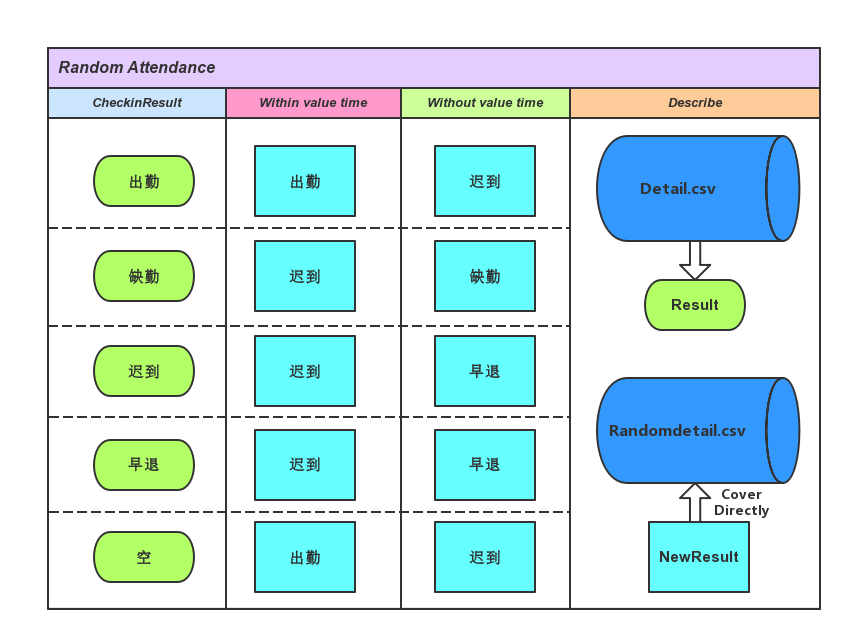 Random Attendance
CheckinResult
Within value time
Without value time
Describe
出勤
出勤
迟到
缺勤
迟到
缺勤
迟到
迟到
早退
早退
迟到
早退
空
出勤
迟到
Detail.csv
Result
Randomdetail.csv
Cover
Directly
NewResult